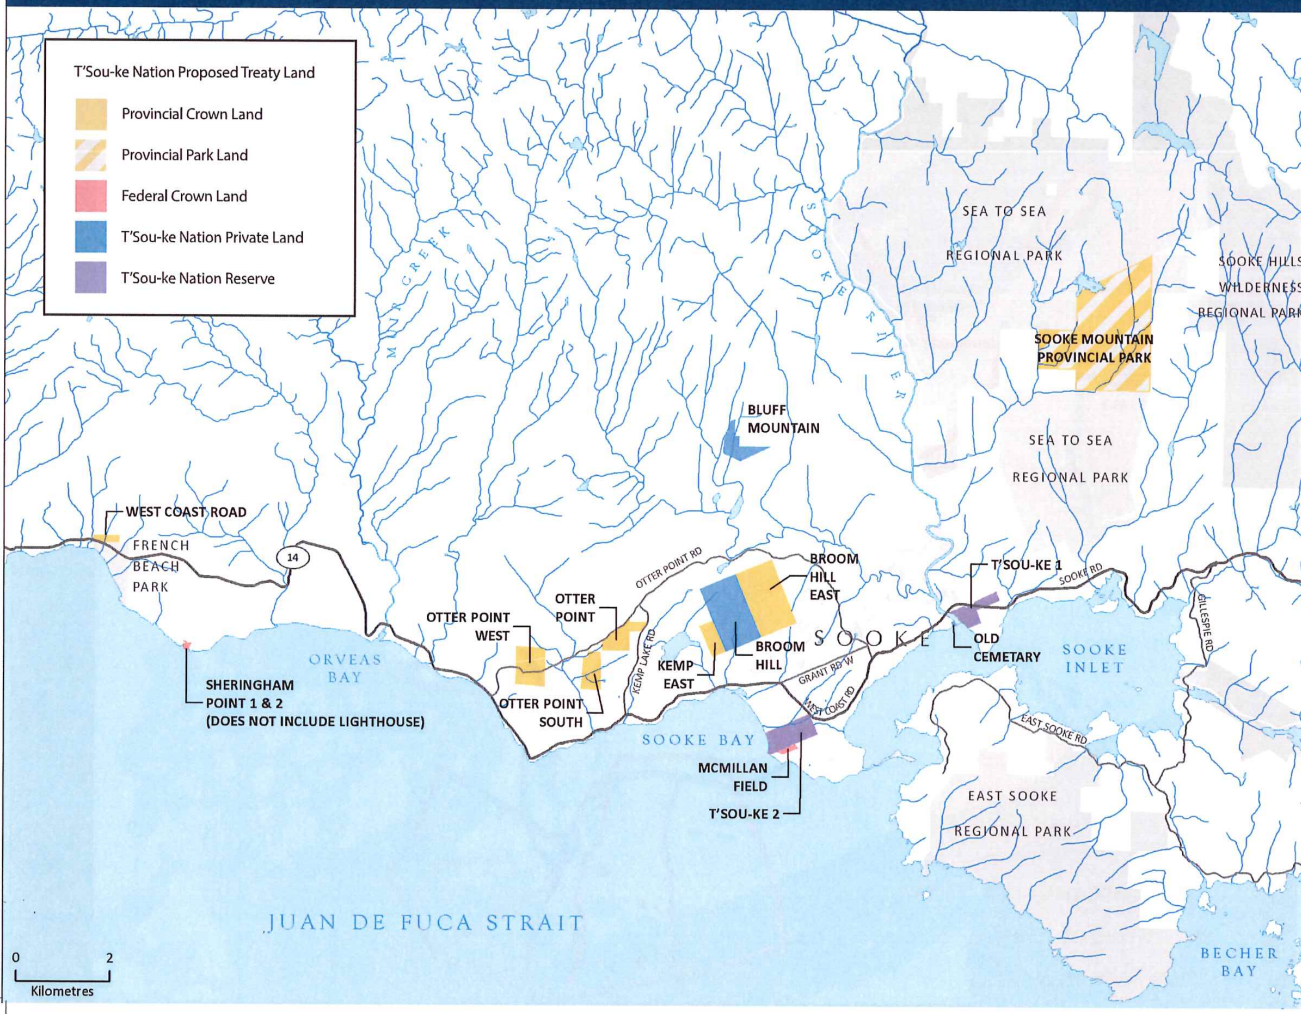 T'Sou-ke Nation Proposed Treaty Land
Provincial Crown Land
Provincial Park Land
Federal Crown Land
T'Sou-ke Nation Private Land
T'Sou-ke Nation Reserve
SEA TO SEA
REGIONAL PARK
SOOKE HILLS
WILDERNESS
REGIONAL PARK
MUIR CREEK
SOOKE RIVER
SOOKE MOUNTAIN
PROVINCIAL PARK
BLUFF
MOUNTAIN
SEA TO SEA
REGIONAL PARK
WEST COAST ROAD
FRENCH
BEACH
PARK
14
OTTER POINT RD
BROOM
HILL
EAST
T'SOU-KE 1
SOOKE RD
GILLESPIE RD
OTTER
POINT
OTTER POINT
WEST
KEMP LAKE RD
SOOKE
OLD
CEMETARY
SOOKE
INLET
ORVEAS
BAY
BROOM
HILL
KEMP
EAST
GRANT RD W
WEST COAST RD
SHERINGHAM
POINT 1 & 2
(DOES NOT INCLUDE LIGHTHOUSE)
OTTER POINT
SOUTH
EAST SOOKE RD
SOOKE BAY
MCMILLAN
FIELD
T'SOU-KE 2
EAST SOOKE
REGIONAL PARK
JUAN DE FUCA STRAIT
BECHER
BAY
0 2
Kilometres